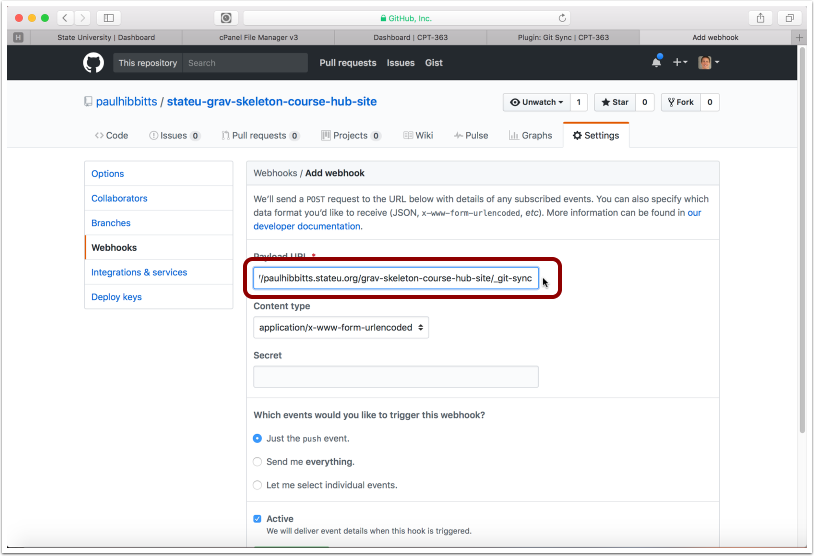 GitHub, Inc.
H
State University | Dashboard
cPanel File Manager v3
Dashboard | CPT-363
Plugin: Git Sync | CPT-363
Add webhook
This repository
Search
Pull requests Issues Gist
paulhibbitts / stateu-grav-skeleton-course-hub-site
Unwatch 1
Star 0
Fork 0
Code
Issues 0
Pull requests 0
Projects 0
Wiki
Pulse
Graphs
Settings
Options
Collaborators
Branches
Webhooks
Integrations & services
Deploy keys
Webhooks / Add webhook
We'll send a POST request to the URL below with details of any subscribed events. You can also specify which
data format you'd like to receive (JSON, x-www-form-urlencoded, etc). More information can be found in our
developer documentation.
Payload URL *
/paulhibbitts.stateu.org/grav-skeleton-course-hub-site/_git-sync
Content type
application/x-www-form-urlencoded
Secret
Which events would you like to trigger this webhook?
Just the push event.
Send me everything.
Let me select individual events.
Active
We will deliver event details when this hook is triggered.